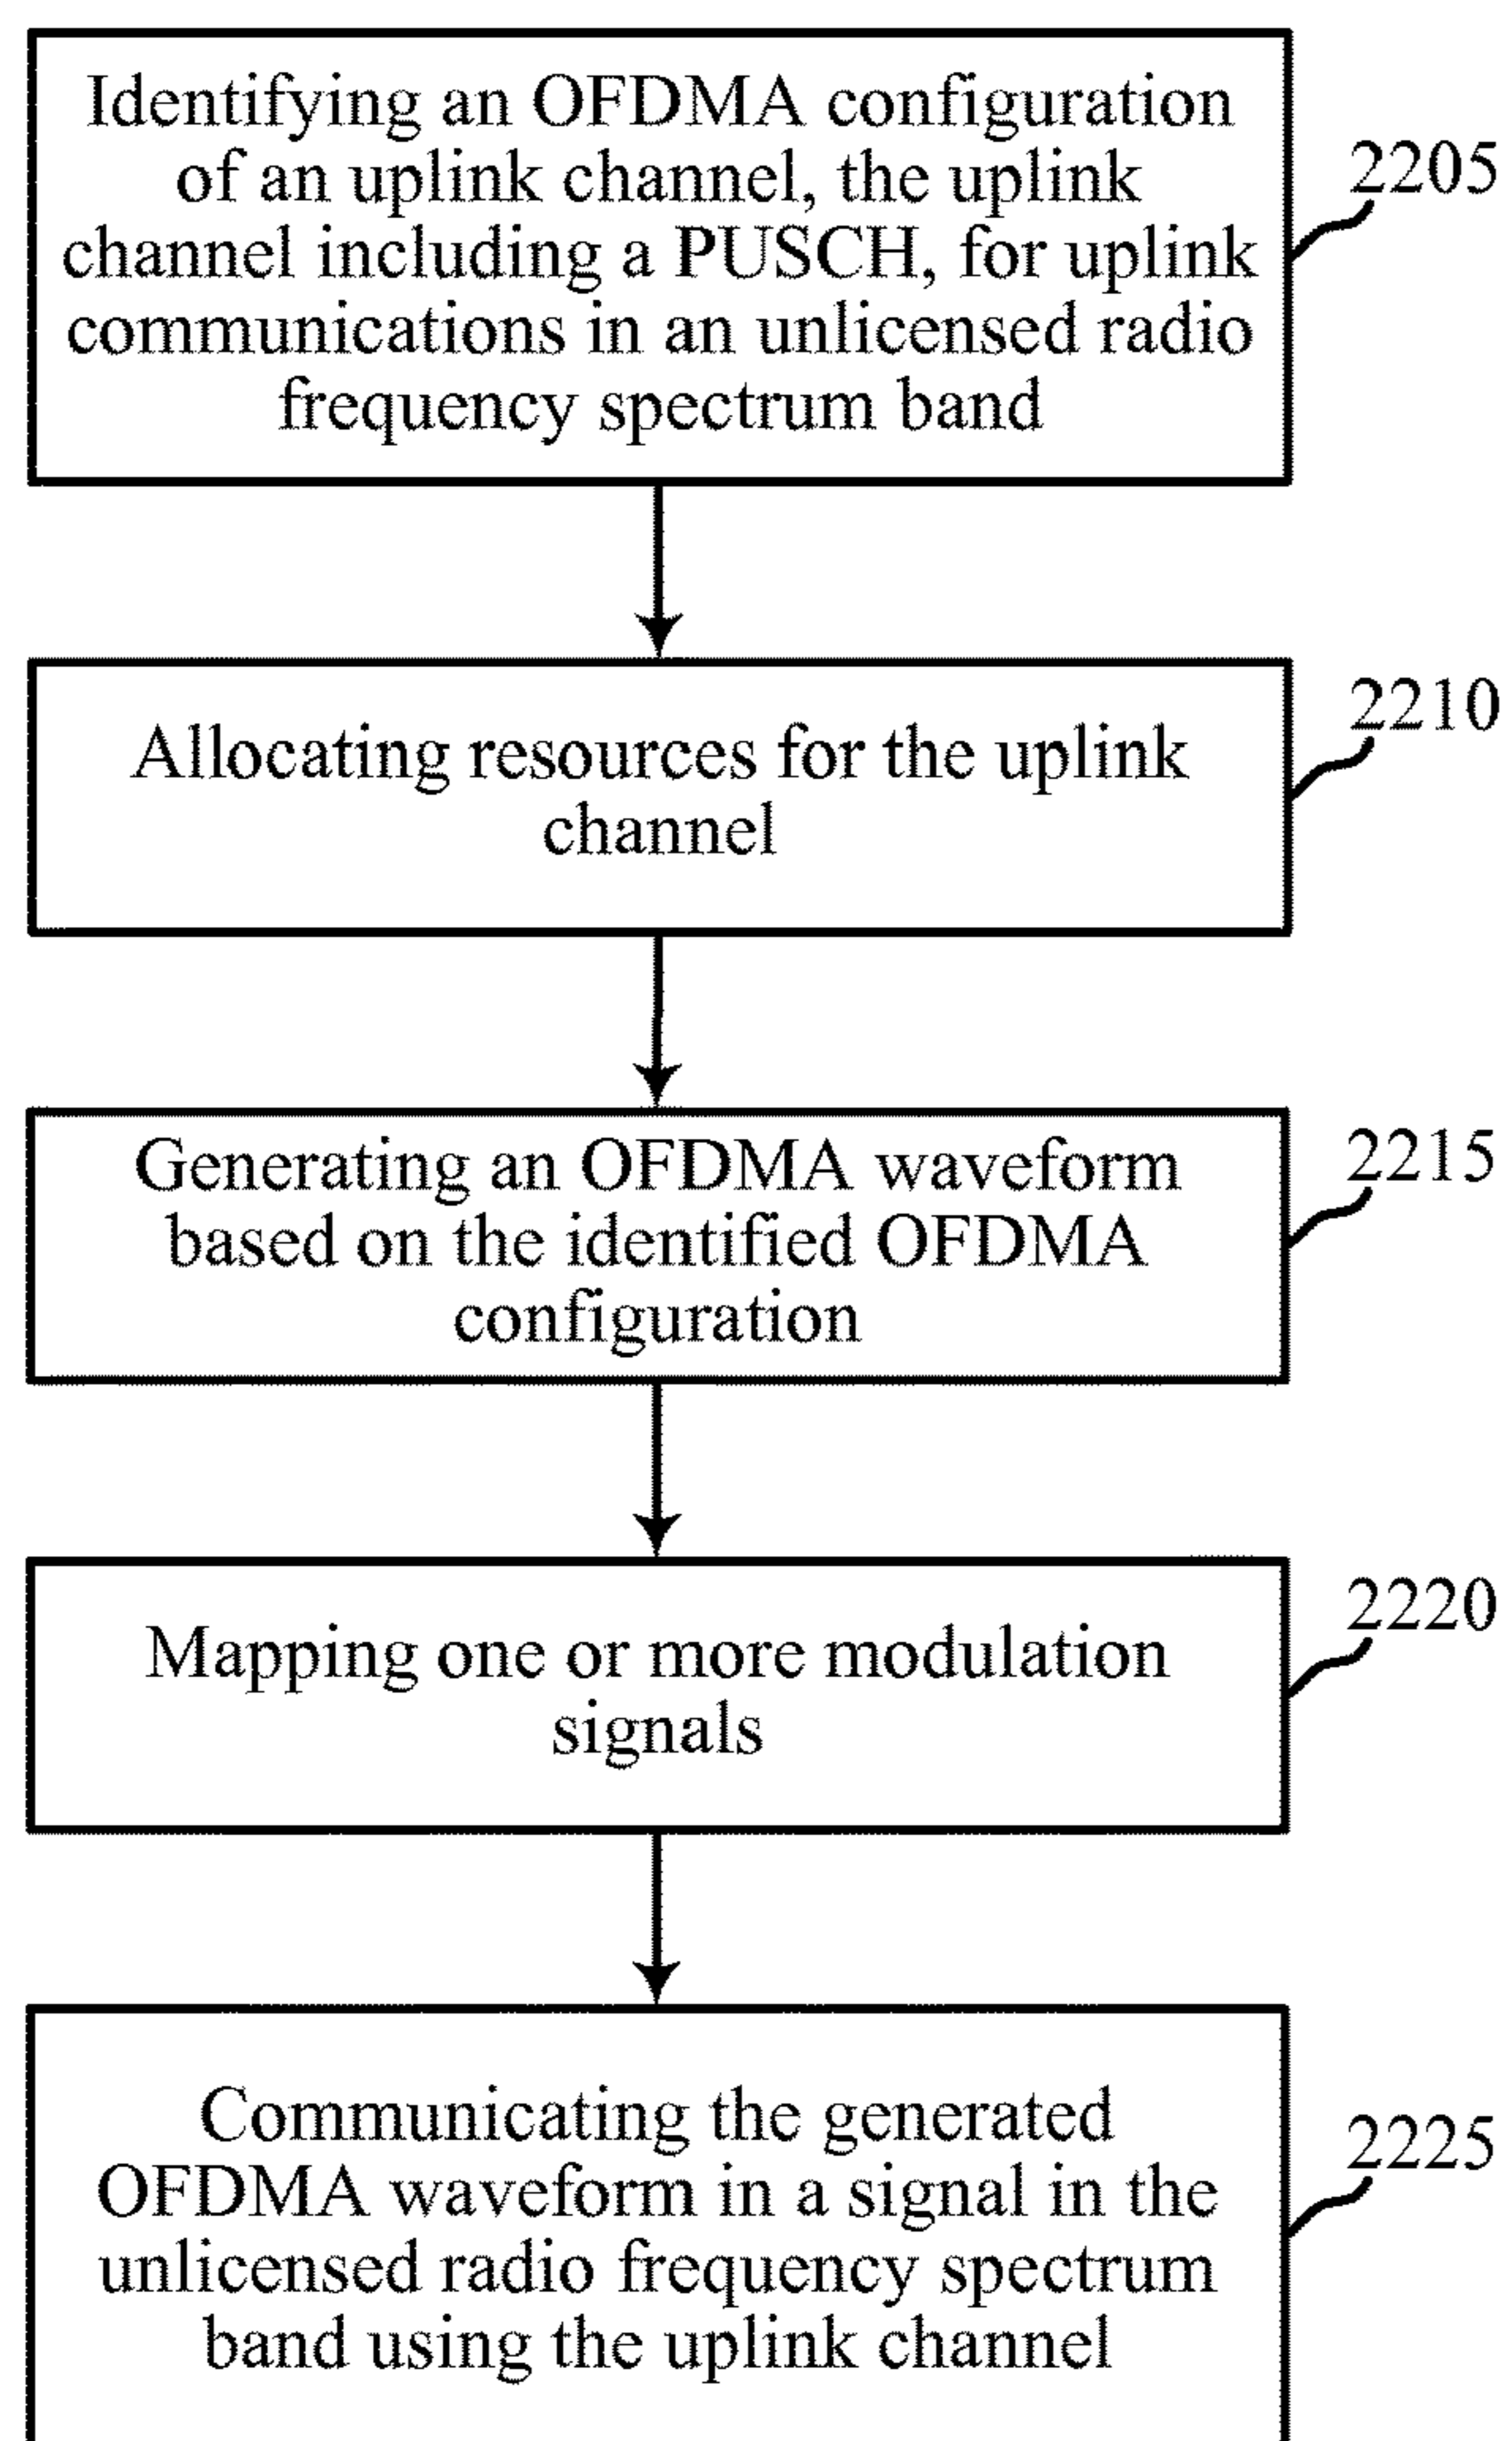 Identifying an OFDMA configuration
of an uplink channel, the uplink
channel including a PUSCH, for uplink
communications in an unlicensed radio
frequency spectrum band
2205
Allocating resources for the uplink
channel
2210
Generating an OFDMA waveform
based on the identified OFDMA
configuration
2215
Mapping one or more modulation
signals
2220
Communicating the generated
OFDMA waveform in a signal in the
unlicensed radio frequency spectrum
band using the uplink channel
2225